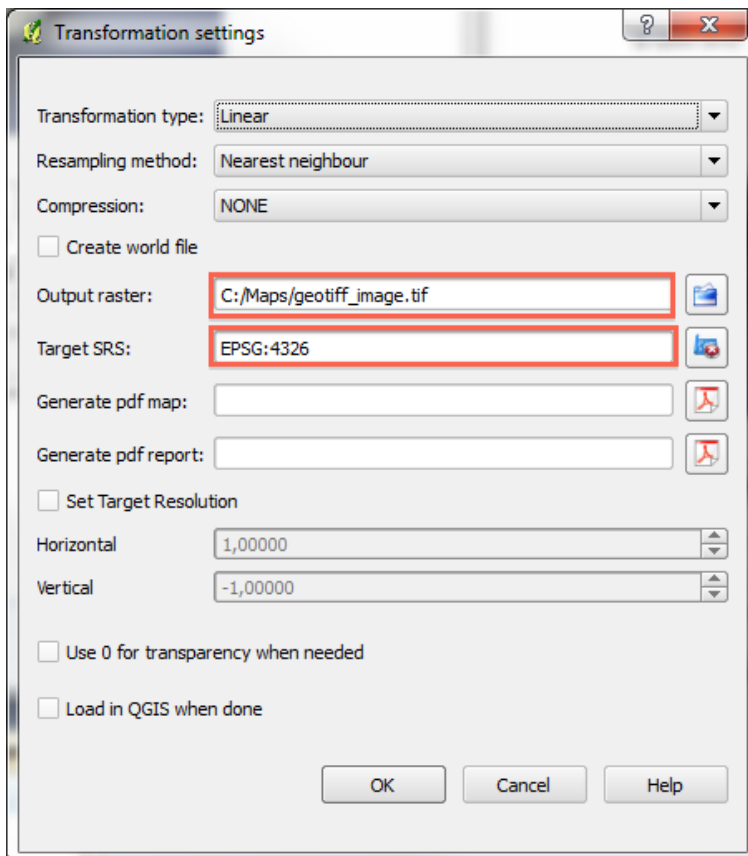 Transformation settings
Transformation type: Linear
Resampling method: Nearest neighbour
Compression: NONE
Create world file
Output raster: C:/Maps/geotiff_image.tif
Target SRS: EPSG:4326
Generate pdf map:
Generate pdf report:
Set Target Resolution
Horizontal 1,00000
Vertical -1,00000
Use 0 for transparency when needed
Load in QGIS when done
OK Cancel Help